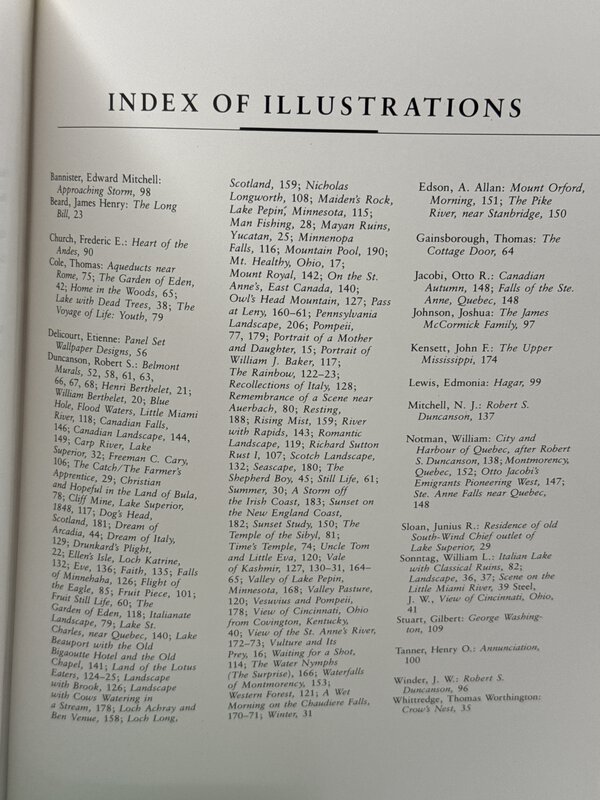 INDEX OF ILLUSTRATIONS
Bannister, Edward Mitchell:
Approaching Storm, 98
Beard, James Henry: The Long
Bill, 23
Church, Frederic E.: Heart of the
Andes, 90
Cole, Thomas: Aqueducts near
Rome, 75; The Garden of Eden,
42; Home in the Woods, 65;
Lake with Dead Trees, 38; The
Voyage of Life: Youth, 79
Delicourt, Etienne: Panel Set
Wallpaper Designs, 56
Duncanson, Robert S.: Belmont
Murals, 52, 58, 61, 63,
66, 67, 68; Henri Berthelet, 21;
William Berthelet, 20; Blue
Hole, Flood Waters, Little Miami
River, 118; Canadian Falls,
146; Canadian Landscape, 144,
149; Carp River, Lake
Superior, 32; Freeman C. Cary,
106; The Catch/The Farmer's
Apprentice, 29; Christian
and Hopeful in the Land of Bula,
78; Cliff Mine, Lake Superior,
1848, 117; Dog's Head,
Scotland, 181; Dream of
Arcadia, 44; Dream of Italy,
129; Drunkard's Plight,
22; Ellen's Isle, Loch Katrine,
132; Eve, 136; Faith, 135; Falls
of Minnehaha, 126; Flight of
the Eagle, 85; Fruit Piece, 101;
Fruit Still Life, 60; The
Garden of Eden, 118; Italianate
Landscape, 79; Lake St.
Charles, near Quebec, 140; Lake
Beauport with the Old
Bigaoutte Hotel and the Old
Chapel, 141; Land of the Lotus
Eaters, 124–25; Landscape
with Brook, 126; Landscape
with Cows Watering in
a Stream, 178; Loch Achray and
Ben Venue, 158; Loch Long,
Scotland, 159; Nicholas
Longworth, 108; Maiden's Rock,
Lake Pepin, Minnesota, 115;
Man Fishing, 28; Mayan Ruins,
Yucatan, 25; Minnenopa
Falls, 116; Mountain Pool, 190;
Mt. Healthy, Ohio, 17;
Mount Royal, 142; On the St.
Anne's, East Canada, 140;
Owl's Head Mountain, 127; Pass
at Leny, 160–61; Pennsylvania
Landscape, 206; Pompeii,
77, 179; Portrait of a Mother
and Daughter, 15; Portrait of
William J. Baker, 117;
The Rainbow, 122–23;
Recollections of Italy, 128;
Remembrance of a Scene near
Auerbach, 80; Resting,
188; Rising Mist, 159; River
with Rapids, 143; Romantic
Landscape, 119; Richard Sutton
Rust I, 107; Scotch Landscape,
132; Seascape, 180; The
Shepherd Boy, 45; Still Life, 61;
Summer, 30; A Storm off
the Irish Coast, 183; Sunset on
the New England Coast,
182; Sunset Study, 150; The
Temple of the Sibyl, 81;
Time's Temple, 74; Uncle Tom
and Little Eva, 120; Vale
of Kashmir, 127, 130–31, 164–
65; Valley of Lake Pepin,
Minnesota, 168; Valley Pasture,
120; Vesuvius and Pompeii,
178; View of Cincinnati, Ohio
from Covington, Kentucky,
40; View of the St. Anne's River,
172–73; Vulture and Its
Prey, 16; Waiting for a Shot,
114; The Water Nymphs
(The Surprise), 166; Waterfalls
of Montmorency, 153;
Western Forest, 121; A Wet
Morning on the Chaudiere Falls,
170–71; Winter, 31
Edson, A. Allan: Mount Orford,
Morning, 151; The Pike
River, near Stanbridge, 150
Gainsborough, Thomas: The
Cottage Door, 64
Jacobi, Otto R.: Canadian
Autumn, 148; Falls of the Ste.
Anne, Quebec, 148
Johnson, Joshua: The James
McCormick Family, 97
Kensett, John F.: The Upper
Mississippi, 174
Lewis, Edmonia: Hagar, 99
Mitchell, N. J.: Robert S.
Duncanson, 137
Notman, William: City and
Harbour of Quebec, after Robert
S. Duncanson, 138; Montmorency,
Quebec, 152; Otto Jacobi's
Emigrants Pioneering West, 147;
Ste. Anne Falls near Quebec,
148
Sloan, Junius R.: Residence of old
South-Wind Chief outlet of
Lake Superior, 29
Sonntag, William L.: Italian Lake
with Classical Ruins, 82;
Landscape, 36, 37; Scene on the
Little Miami River, 39 Steel,
J. W., View of Cincinnati, Ohio,
41
Stuart, Gilbert: George Washing-
ton, 109
Tanner, Henry O.: Annunciation,
100
Winder, J. W.: Robert S.
Duncanson, 96
Whittredge, Thomas Worthington:
Crow's Nest, 35